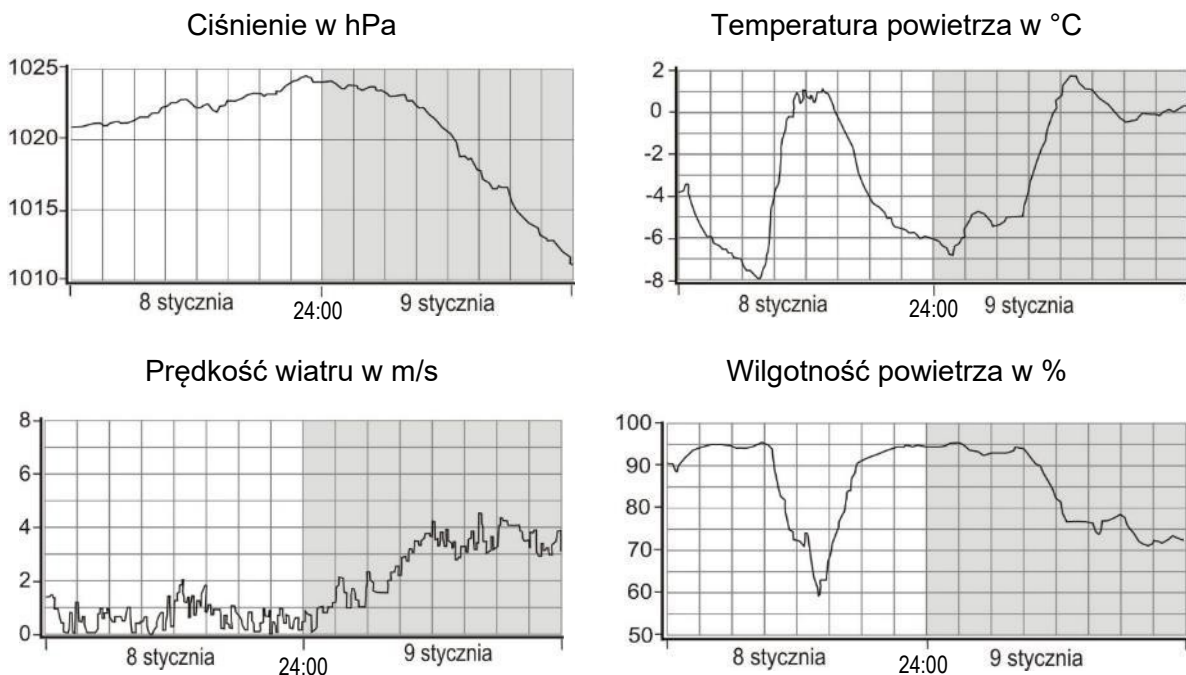 Ciśnienie w hPa
1025
1020
1015
1010
8 stycznia
24:00
9 stycznia
Temperatura powietrza w °C
2
0
-2
-4
-6
-8
8 stycznia
24:00
9 stycznia
Prędkość wiatru w m/s
8
6
4
2
0
8 stycznia
24:00
9 stycznia
Wilgotność powietrza w %
100
90
80
70
60
50
8 stycznia
24:00
9 stycznia